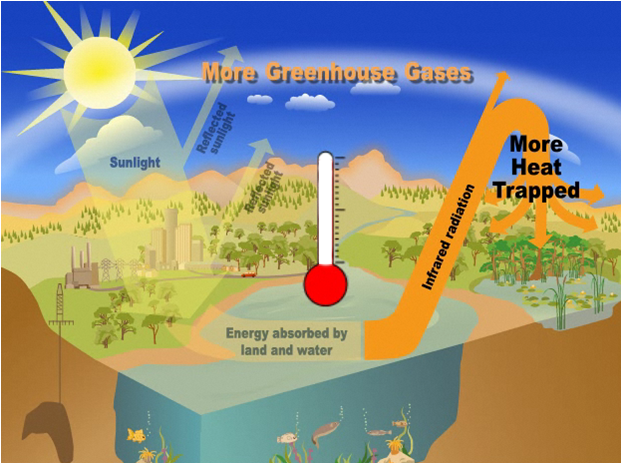 More Greenhouse Gases
Reflected
sunlight
Sunlight
More
Heat
Trapped
Reflected
sunlight
Infrared radiation
Energy absorbed by
land and water